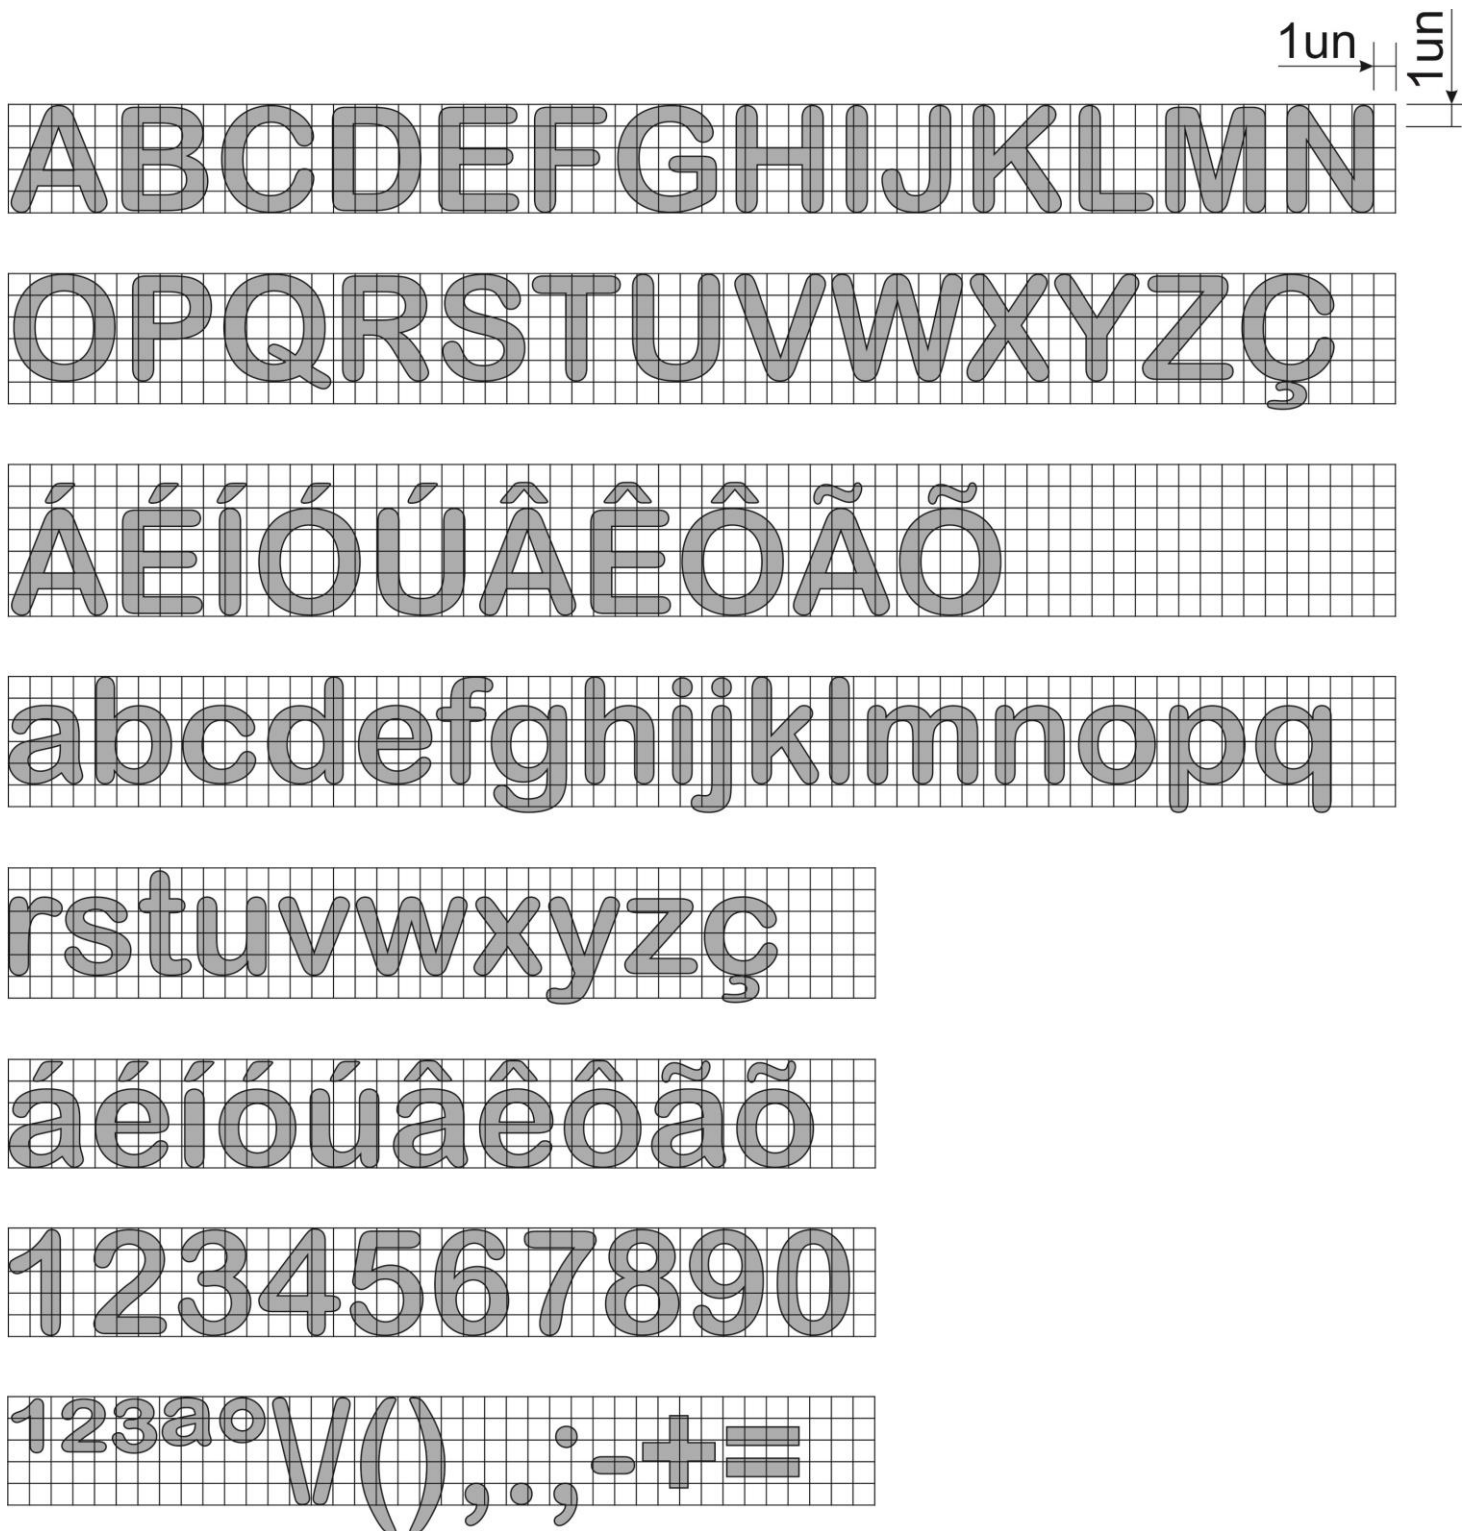 1un 1un
ABCDEFGHIJKLMN
OPQRSTUVWXYZÇ
ÁÉÍÓÚÂÊÔÃÕ
abcdefghijklmnopq
rstuvwxyzç
áéíóúâêôãõ
1234567890
¹²³ªº\/(),.;-+=